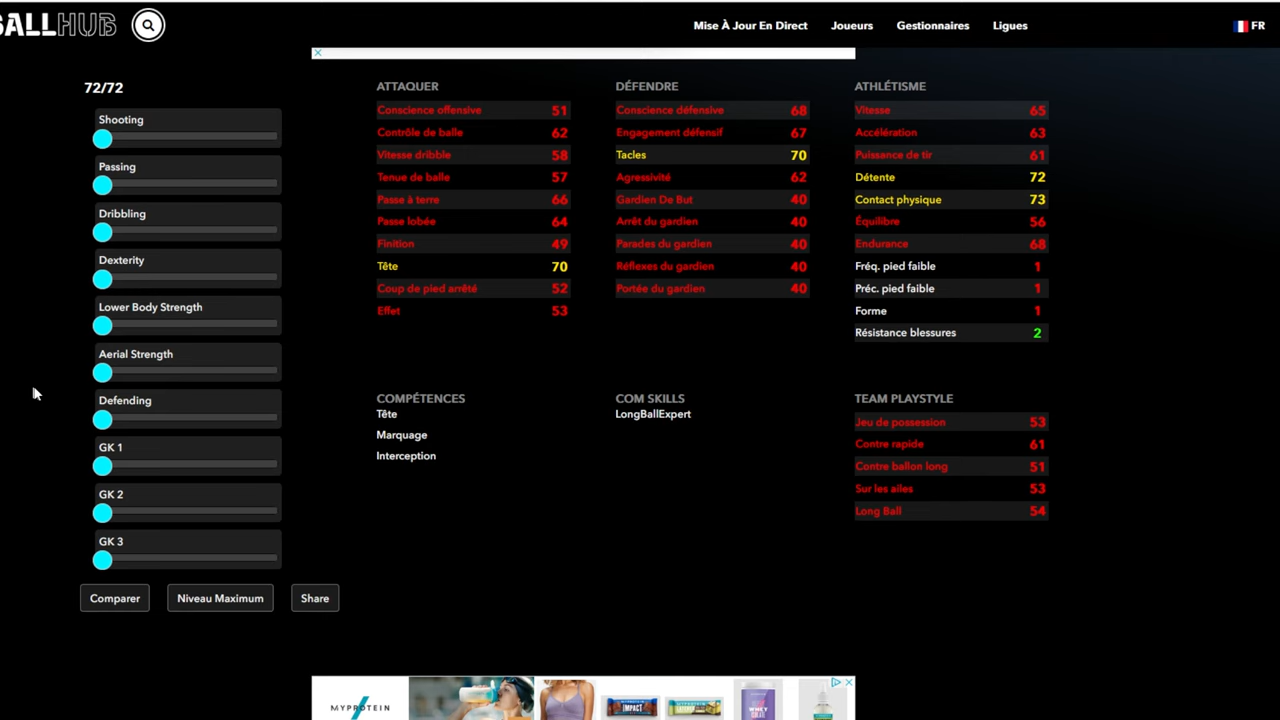 BALLHUB
Mise À Jour En Direct
Joueurs
Gestionnaires
Ligues
FR
72/72
Shooting
Passing
Dribbling
Dexterity
Lower Body Strength
Aerial Strength
Defending
GK 1
GK 2
GK 3
Comparer
Niveau Maximum
Share
ATTAQUER
Conscience offensive 51
Contrôle de balle 62
Vitesse dribble 58
Tenue de balle 57
Passe à terre 66
Passe lobée 64
Finition 49
Tête 70
Coup de pied arrêté 52
Effet 53
DÉFENDRE
Conscience défensive 68
Engagement défensif 67
Tacles 70
Agressivité 62
Gardien De But 40
Arrêt du gardien 40
Parades du gardien 40
Réflexes du gardien 40
Portée du gardien 40
ATHLÉTISME
Vitesse 65
Accélération 63
Puissance de tir 61
Détente 72
Contact physique 73
Équilibre 56
Endurance 68
Fréq. pied faible 1
Préc. pied faible 1
Forme 1
Résistance blessures 2
COMPÉTENCES
Tête
Marquage
Interception
COM SKILLS
LongBallExpert
TEAM PLAYSTYLE
Jeu de possession 53
Contre rapide 61
Contre ballon long 51
Sur les ailes 53
Long Ball 54
MYPROTEIN
IMPACT
WHEY